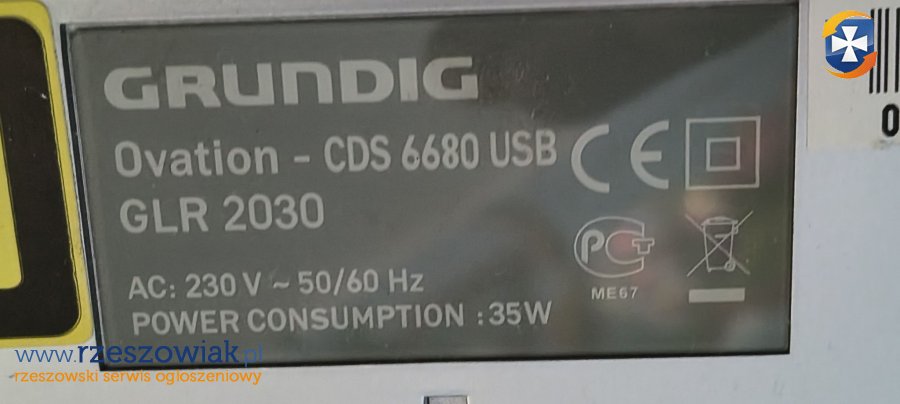 GRUNDIG
Ovation - CDS 6680 USB
GLR 2030
AC: 230 V ~ 50/60 Hz
POWER CONSUMPTION : 35W
CE
PCT
ME67
0
www.rzeszowiak.pl
rzeszowski serwis ogłoszeniowy